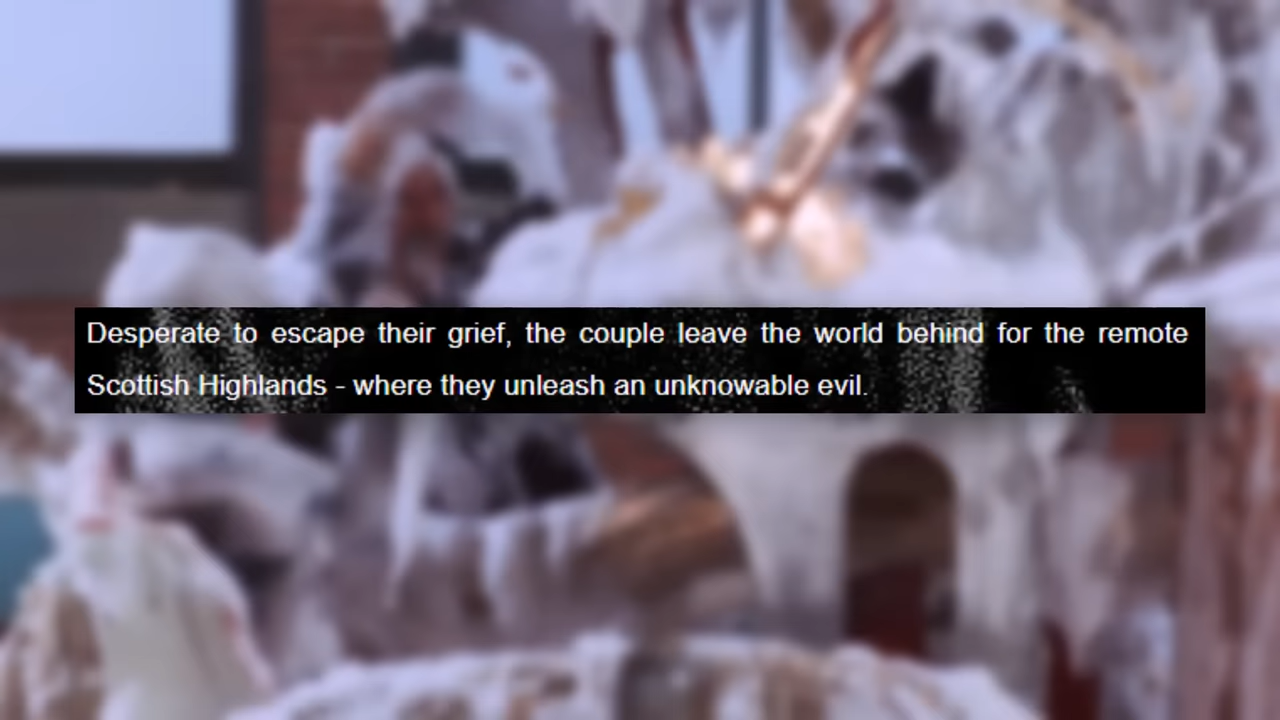 Desperate to escape their grief, the couple leave the world behind for the remote
Scottish Highlands - where they unleash an unknowable evil.